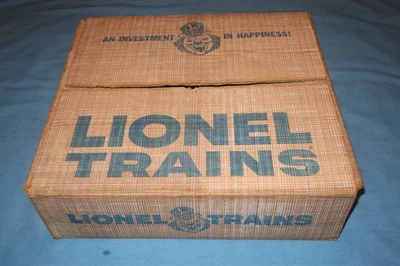 AN INVESTMENT IN HAPPINESS!
LIONEL
TRAINS
LIONEL TRAINS